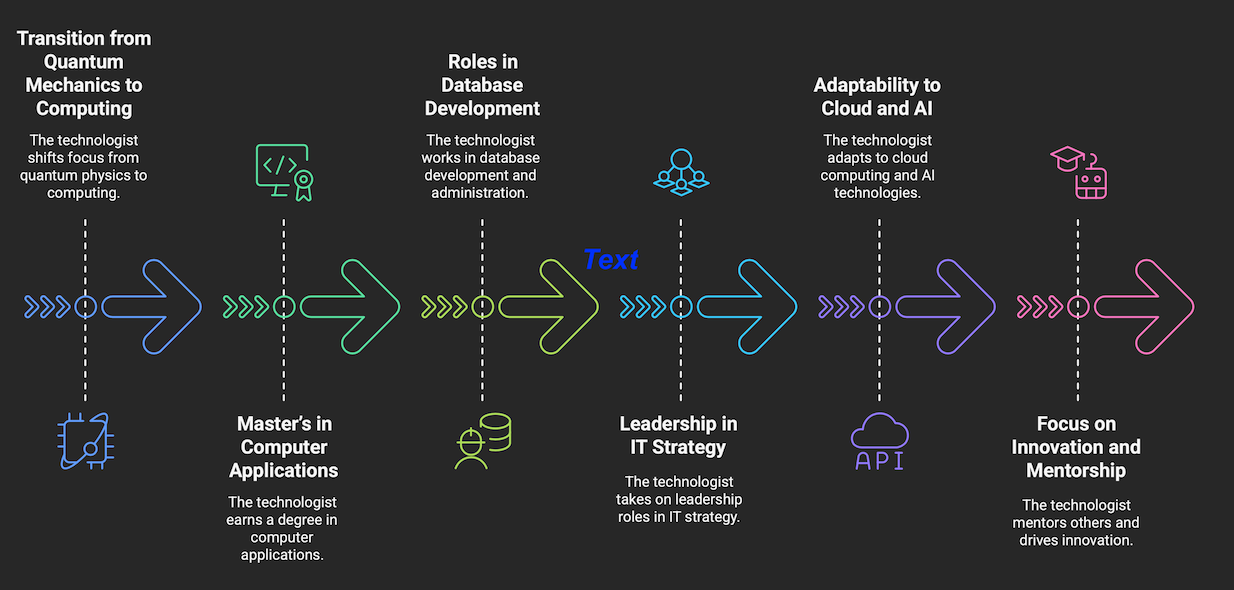 Transition from
Quantum
Mechanics to
Computing
The technologist
shifts focus from
quantum physics to
computing.
Master’s in
Computer
Applications
The technologist
earns a degree in
computer
applications.
Roles in
Database
Development
The technologist
works in database
development and
administration.
Text
Leadership in
IT Strategy
The technologist
takes on leadership
roles in IT strategy.
Adaptability to
Cloud and AI
The technologist
adapts to cloud
computing and AI
technologies.
API
Focus on
Innovation and
Mentorship
The technologist
mentors others and
drives innovation.